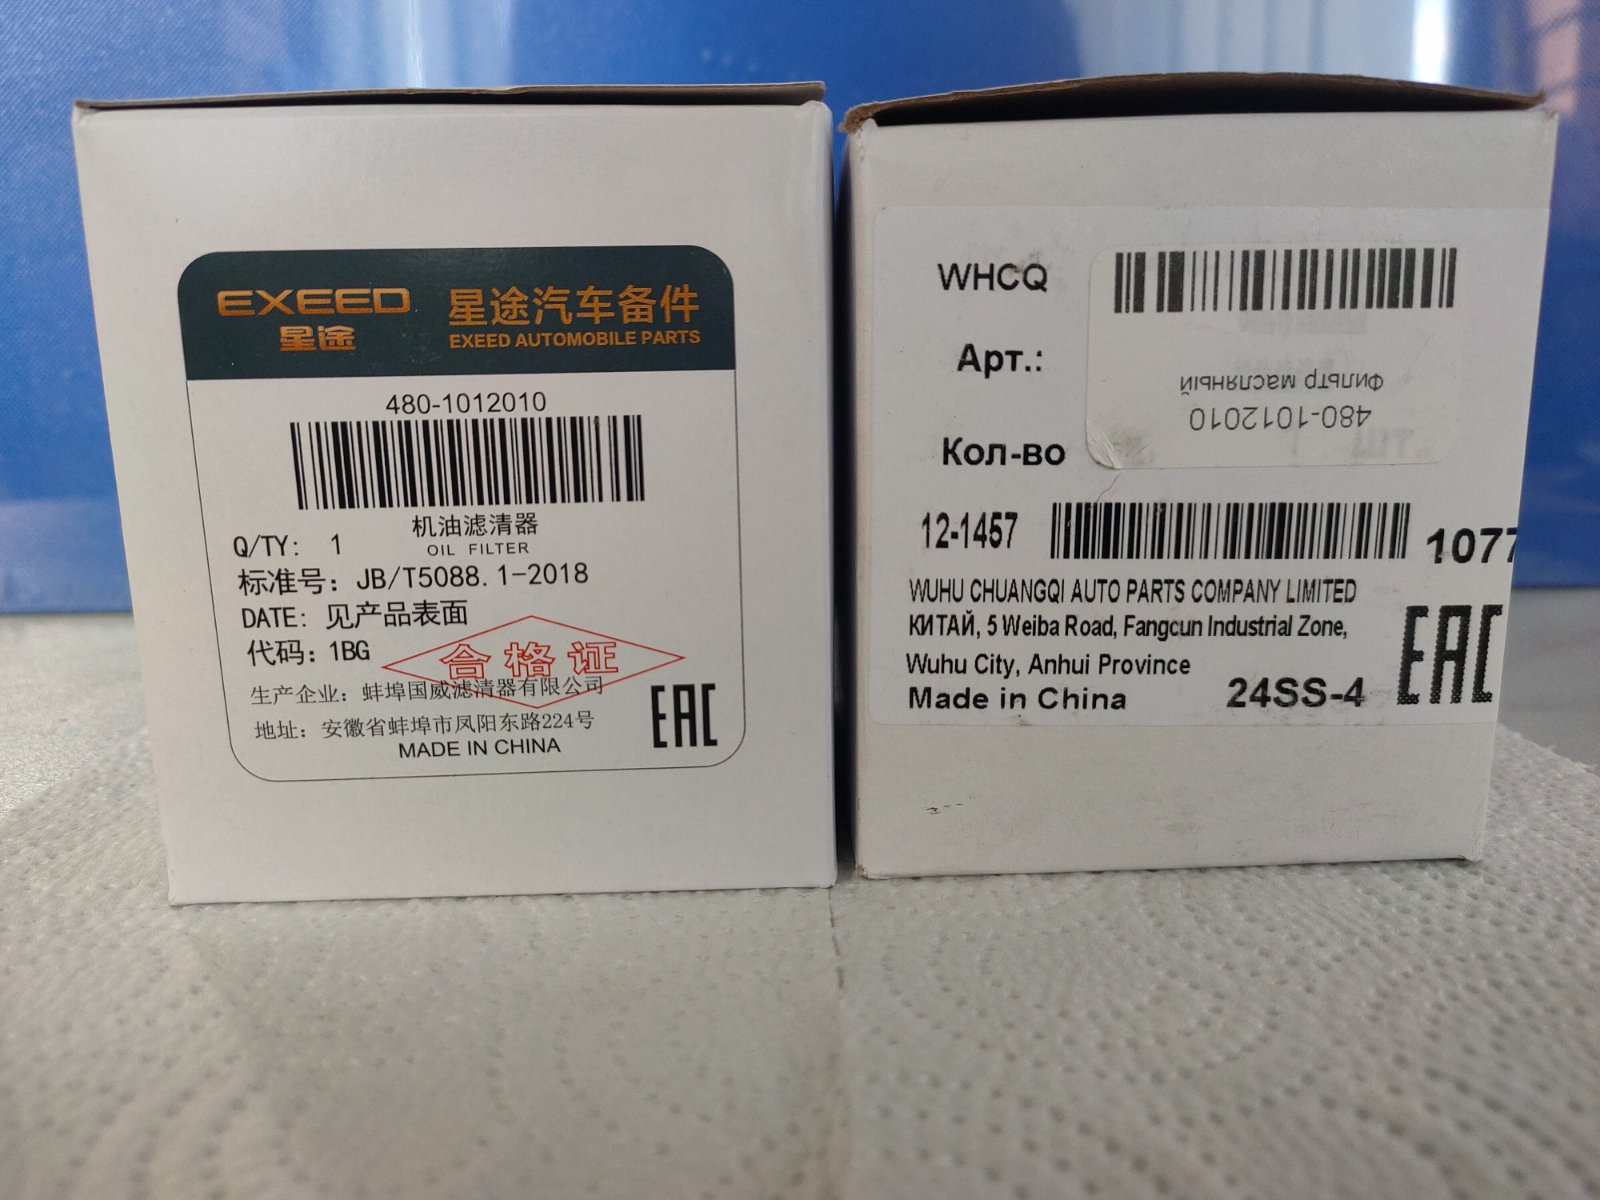 EXEED
星途
星途汽车备件
EXEED AUTOMOBILE PARTS
480-1012010
机油滤清器
Q/TY: 1
OIL FILTER
标准号: JB/T5088.1-2018
DATE: 见产品表面
代码: 1BG
合格证
生产企业: 蚌埠国威滤清器有限公司
地址: 安徽省蚌埠市凤阳东路224号
MADE IN CHINA
EAC
WHCQ
Арт.:
Кол-во
480-1012010
Фильтр масляный
12-1457
1077
WUHU CHUANGQI AUTO PARTS COMPANY LIMITED
КИТАЙ, 5 Weiba Road, Fangcun Industrial Zone,
Wuhu City, Anhui Province
Made in China
24SS-4
EAC